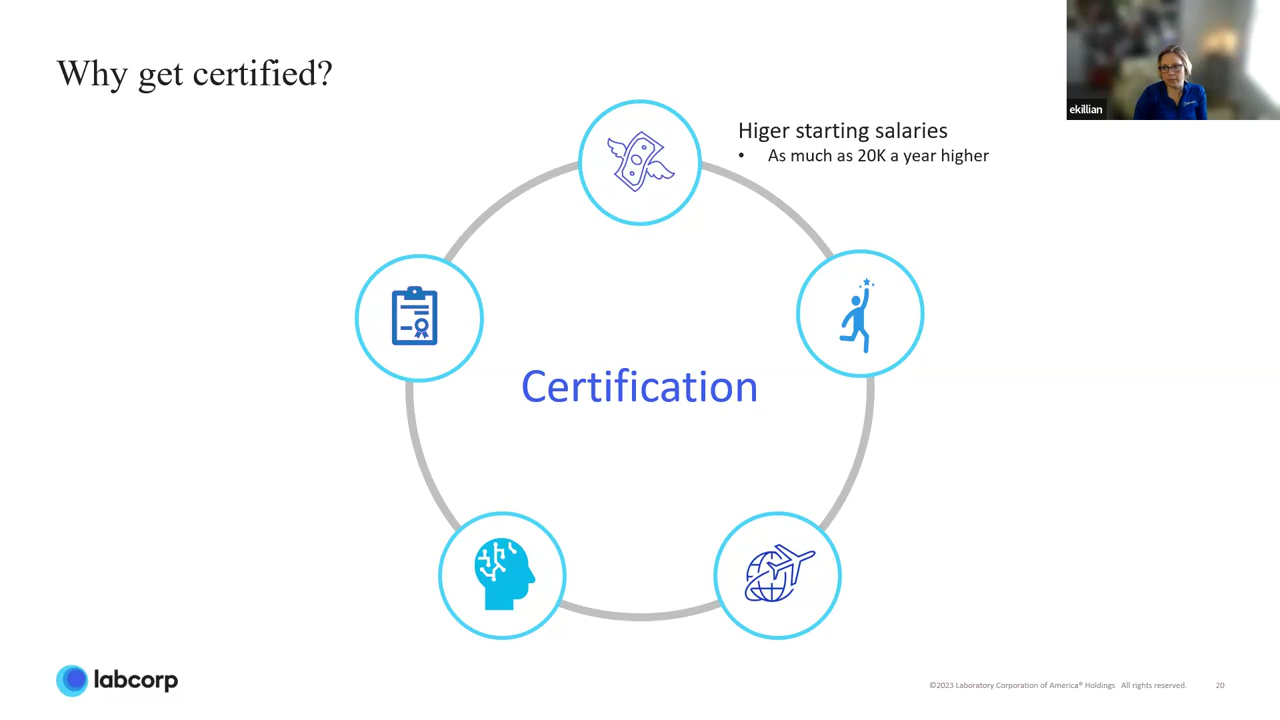 Why get certified?
ekillian
Higer starting salaries
• As much as 20K a year higher
Certification
labcorp
©2023 Laboratory Corporation of America® Holdings All rights reserved. 20